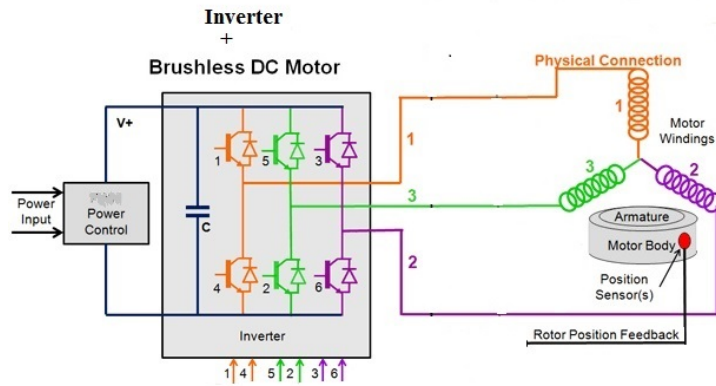 Inverter
+
Brushless DC Motor
Physical Connection
V+
1
5
3
1
1
Motor
Windings
3
2
Power
Input
Power
Control
C
3
Armature
Motor Body
2
4
2
6
Position
Sensor(s)
Inverter
Rotor Position Feedback
1 4 5 2 3 6